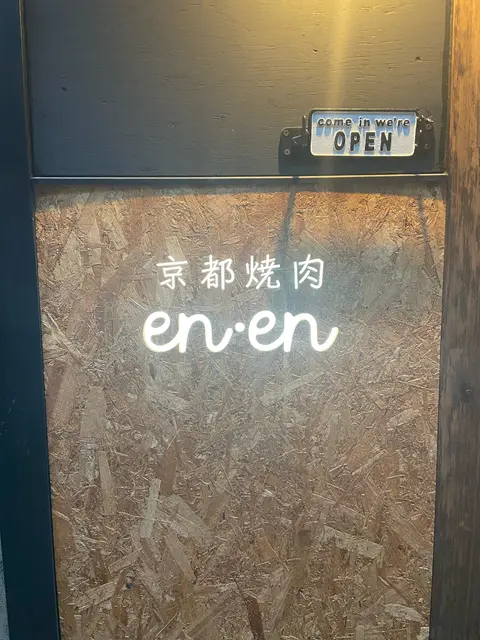 come in we're
OPEN
京都焼肉
en·en